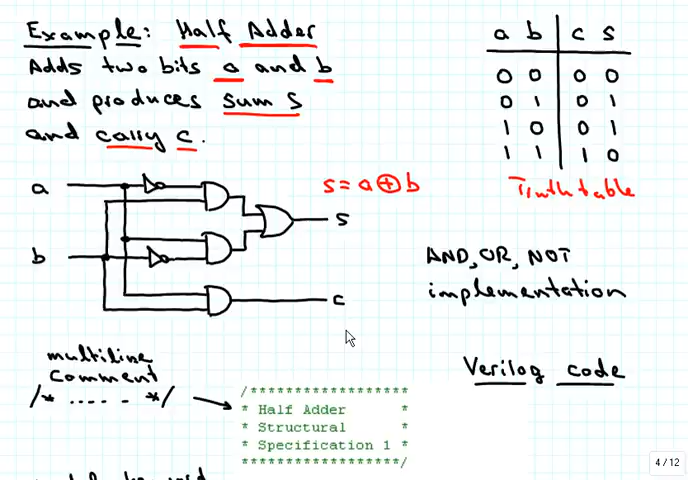 Example: Half Adder
Adds two bits a and b
and produces sum S
and carry c.
a b c s
0 0 0 0
0 1 0 1
1 0 0 1
1 1 1 0
Truth table
a
b
s = a ⊕ b
S
C
AND, OR, NOT
implementation
multiline
comment
/* ..... */
Verilog code
/******************
* Half Adder *
* Structural *
* Specification 1 *
******************/
4 / 12